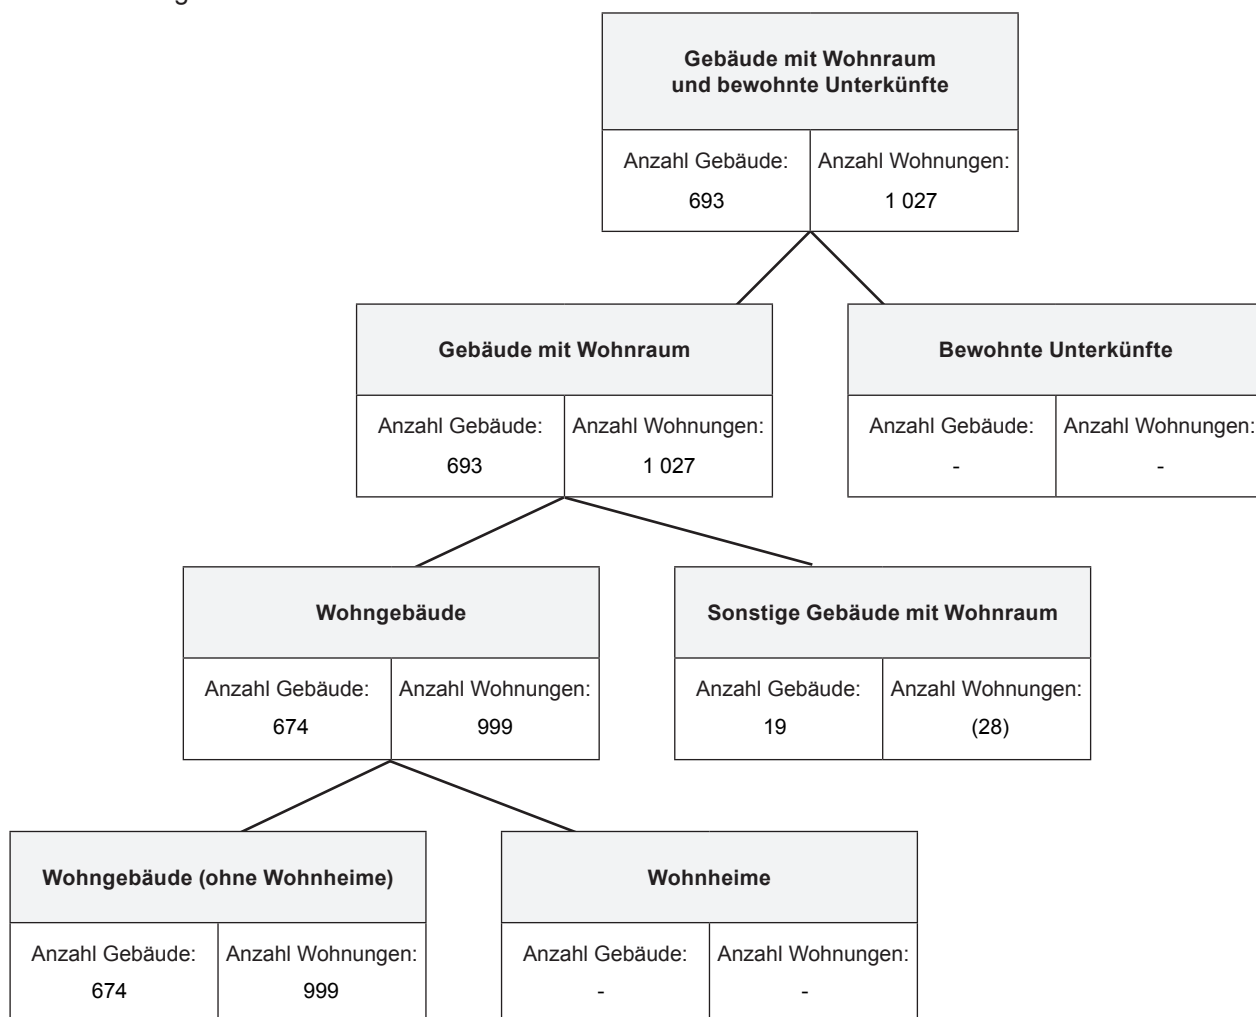 Gebäude mit Wohnraum
und bewohnte Unterkünfte
Anzahl Gebäude: Anzahl Wohnungen:
693 1 027
Gebäude mit Wohnraum Bewohnte Unterkünfte
Anzahl Gebäude: Anzahl Wohnungen: Anzahl Gebäude: Anzahl Wohnungen:
693 1 027 - -
Wohngebäude Sonstige Gebäude mit Wohnraum
Anzahl Gebäude: Anzahl Wohnungen: Anzahl Gebäude: Anzahl Wohnungen:
674 999 19 (28)
Wohngebäude (ohne Wohnheime) Wohnheime
Anzahl Gebäude: Anzahl Wohnungen: Anzahl Gebäude: Anzahl Wohnungen:
674 999 - -